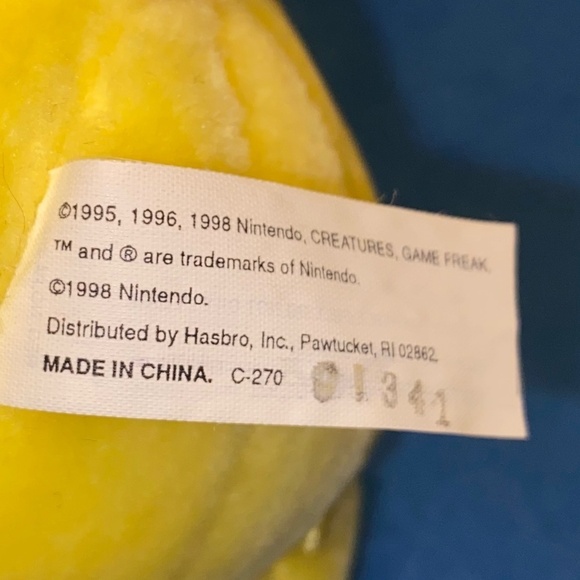 ©1995, 1996, 1998 Nintendo, CREATURES, GAME FREAK.
™ and ® are trademarks of Nintendo.
©1998 Nintendo.
Distributed by Hasbro, Inc., Pawtucket, RI 02862.
MADE IN CHINA. C-270